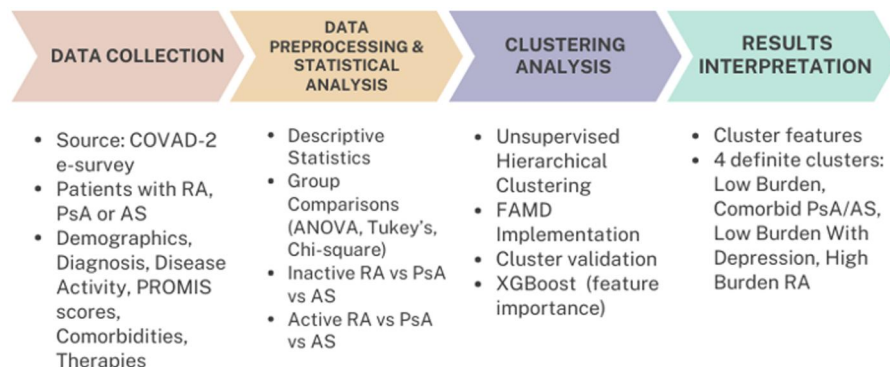 DATA COLLECTION
DATA
PREPROCESSING &
STATISTICAL
ANALYSIS
CLUSTERING
ANALYSIS
RESULTS
INTERPRETATION
• Source: COVAD-2
e-survey
• Patients with RA,
PsA or AS
• Demographics,
Diagnosis, Disease
Activity, PROMIS
scores,
Comorbidities,
Therapies
• Descriptive
Statistics
• Group
Comparisons
(ANOVA, Tukey's,
Chi-square)
• Inactive RA vs PsA
vs AS
• Active RA vs PsA
vs AS
• Unsupervised
Hierarchical
Clustering
• FAMD
Implementation
• Cluster validation
• XGBoost (feature
importance)
• Cluster features
• 4 definite clusters:
Low Burden,
Comorbid PsA/AS,
Low Burden With
Depression, High
Burden RA